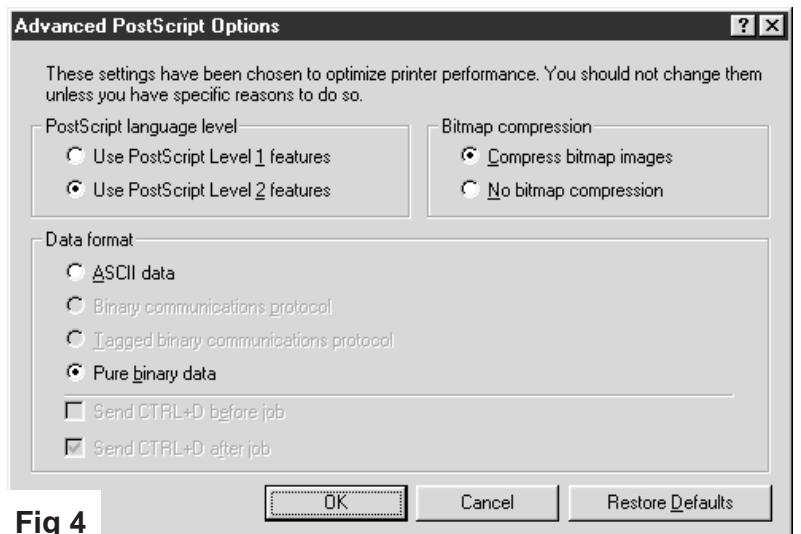 Advanced PostScript Options
? ×
These settings have been chosen to optimize printer performance. You should not change them
unless you have specific reasons to do so.
PostScript language level
Use PostScript Level 1 features
Use PostScript Level 2 features
Bitmap compression
Compress bitmap images
No bitmap compression
Data format
ASCII data
Binary communications protocol
Tagged binary communications protocol
Pure binary data
Send CTRL+D before job
Send CTRL+D after job
OK
Cancel
Restore Defaults
Fig 4